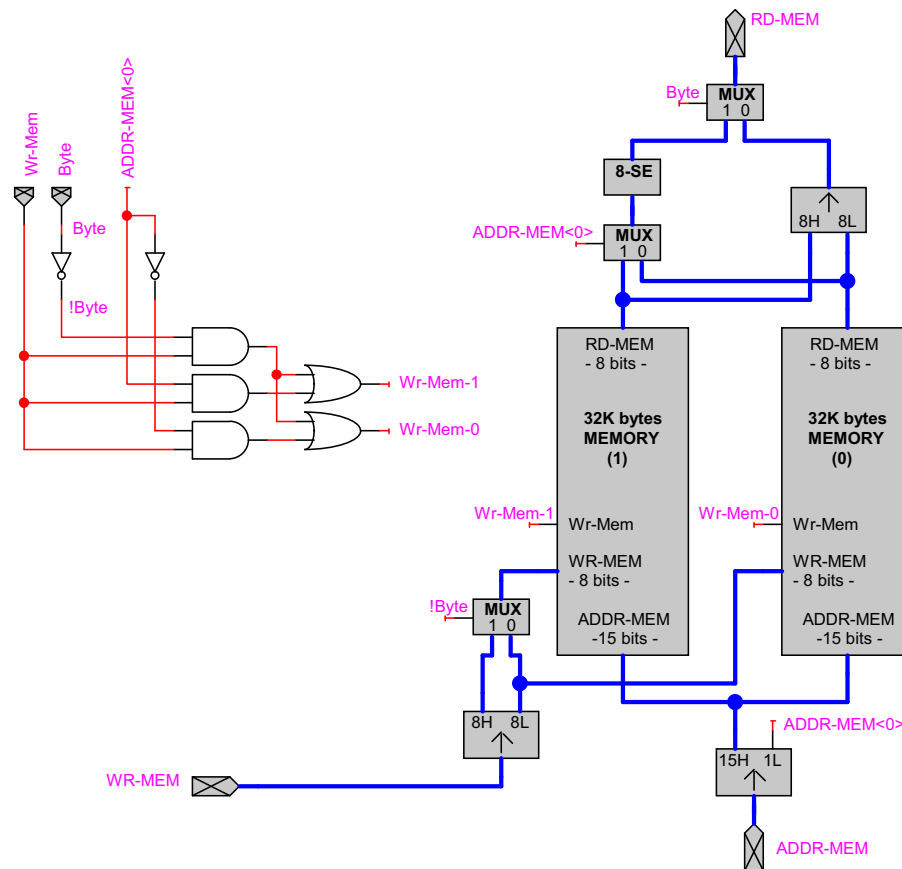 RD-MEM
Byte
MUX
1 0
Wr-Mem
Byte
ADDR-MEM<0>
8-SE
8H 8L
ADDR-MEM<0>
MUX
1 0
Byte
!Byte
RD-MEM
- 8 bits -
32K bytes
MEMORY
(1)
Wr-Mem
WR-MEM
- 8 bits -
ADDR-MEM
-15 bits -
RD-MEM
- 8 bits -
32K bytes
MEMORY
(0)
Wr-Mem
WR-MEM
- 8 bits -
ADDR-MEM
-15 bits -
Wr-Mem-1
Wr-Mem-0
Wr-Mem-1
Wr-Mem-0
!Byte
MUX
1 0
8H 8L
WR-MEM
ADDR-MEM<0>
15H 1L
ADDR-MEM